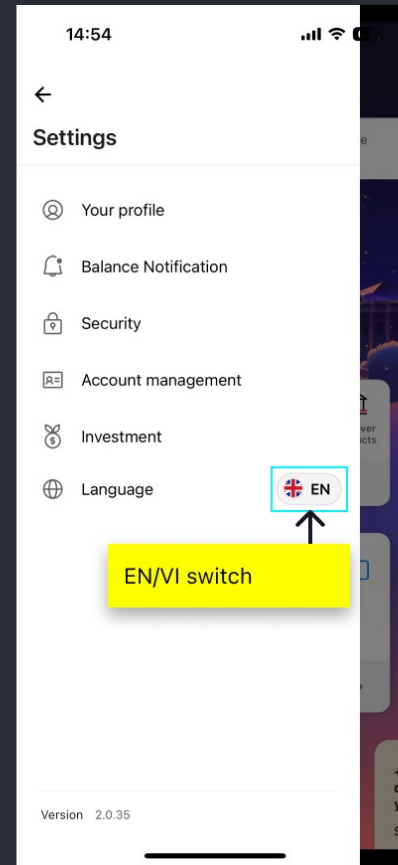 14:54
Settings
Your profile
Balance Notification
Security
Account management
Investment
Language
EN
EN/VI switch
Version 2.0.35